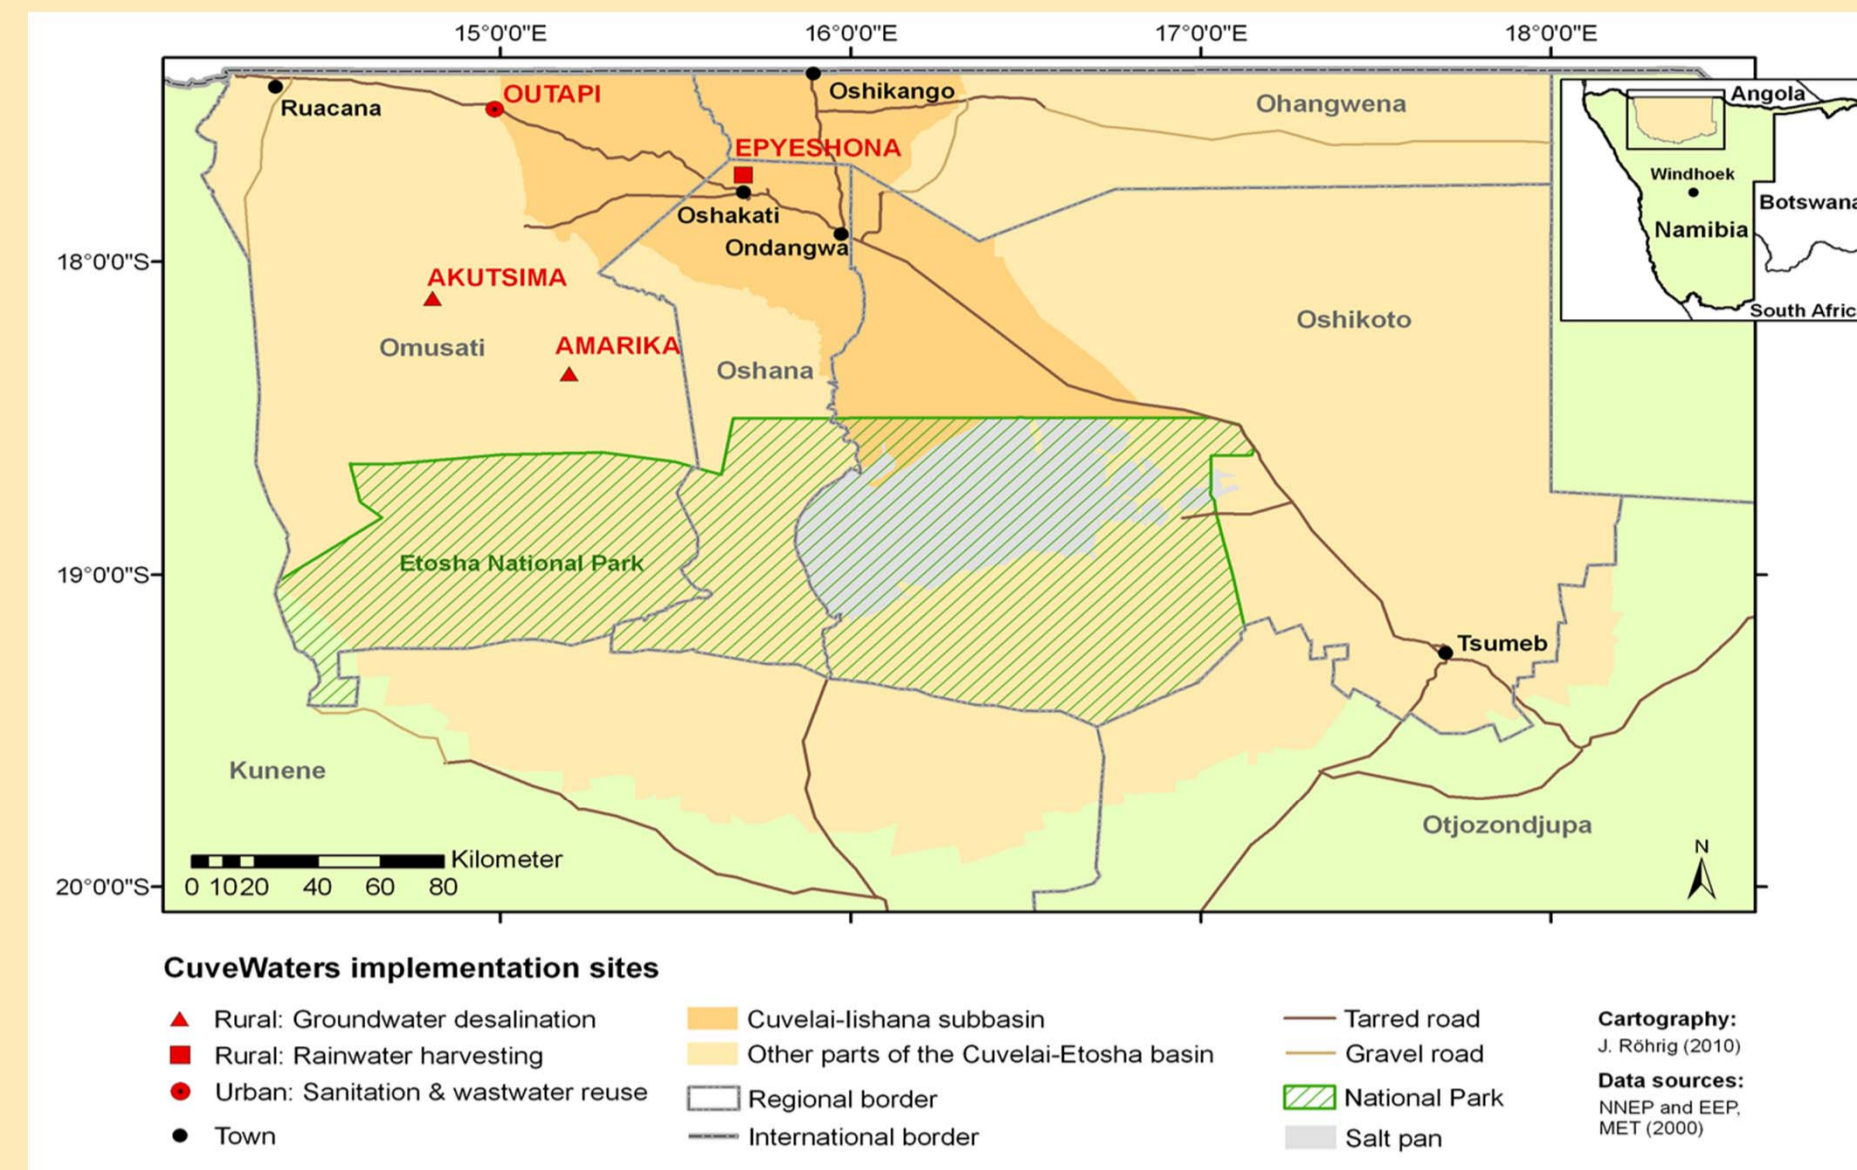 15°0'0"E
16°0'0"E
17°0'0"E
18°0'0"E
Ruacana
OUTAPI
Oshikango
Ohangwena
EPYESHONA
Oshakati
Ondangwa
Angola
Windhoek
Namibia
Botswana
South Afric
18°0'0"S
AKUTSIMA
Omusati
AMARIKA
Oshana
Oshikoto
19°0'0"S
Etosha National Park
Tsumeb
Kunene
Otjozondjupa
20°0'0"S
Kilometer
0 10 20 40 60 80
N
CuveWaters implementation sites
Rural: Groundwater desalination
Rural: Rainwater harvesting
Urban: Sanitation & wastwater reuse
Town
Cuvelai-Iishana subbasin
Other parts of the Cuvelai-Etosha basin
Regional border
International border
Tarred road
Gravel road
National Park
Salt pan
Cartography:
J. Röhrig (2010)
Data sources:
NNEP and EEP,
MET (2000)